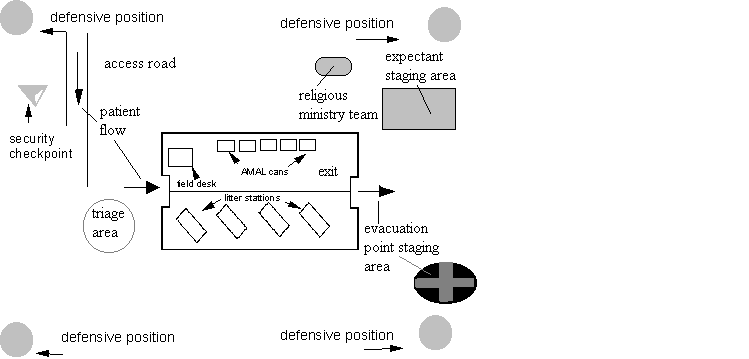 defensive position
defensive position
access road
expectant
staging area
religious
ministry team
patient
flow
security
checkpoint
AMAL cans
exit
field desk
litter stattions
triage
area
evacuation
point staging
area
defensive position
defensive position